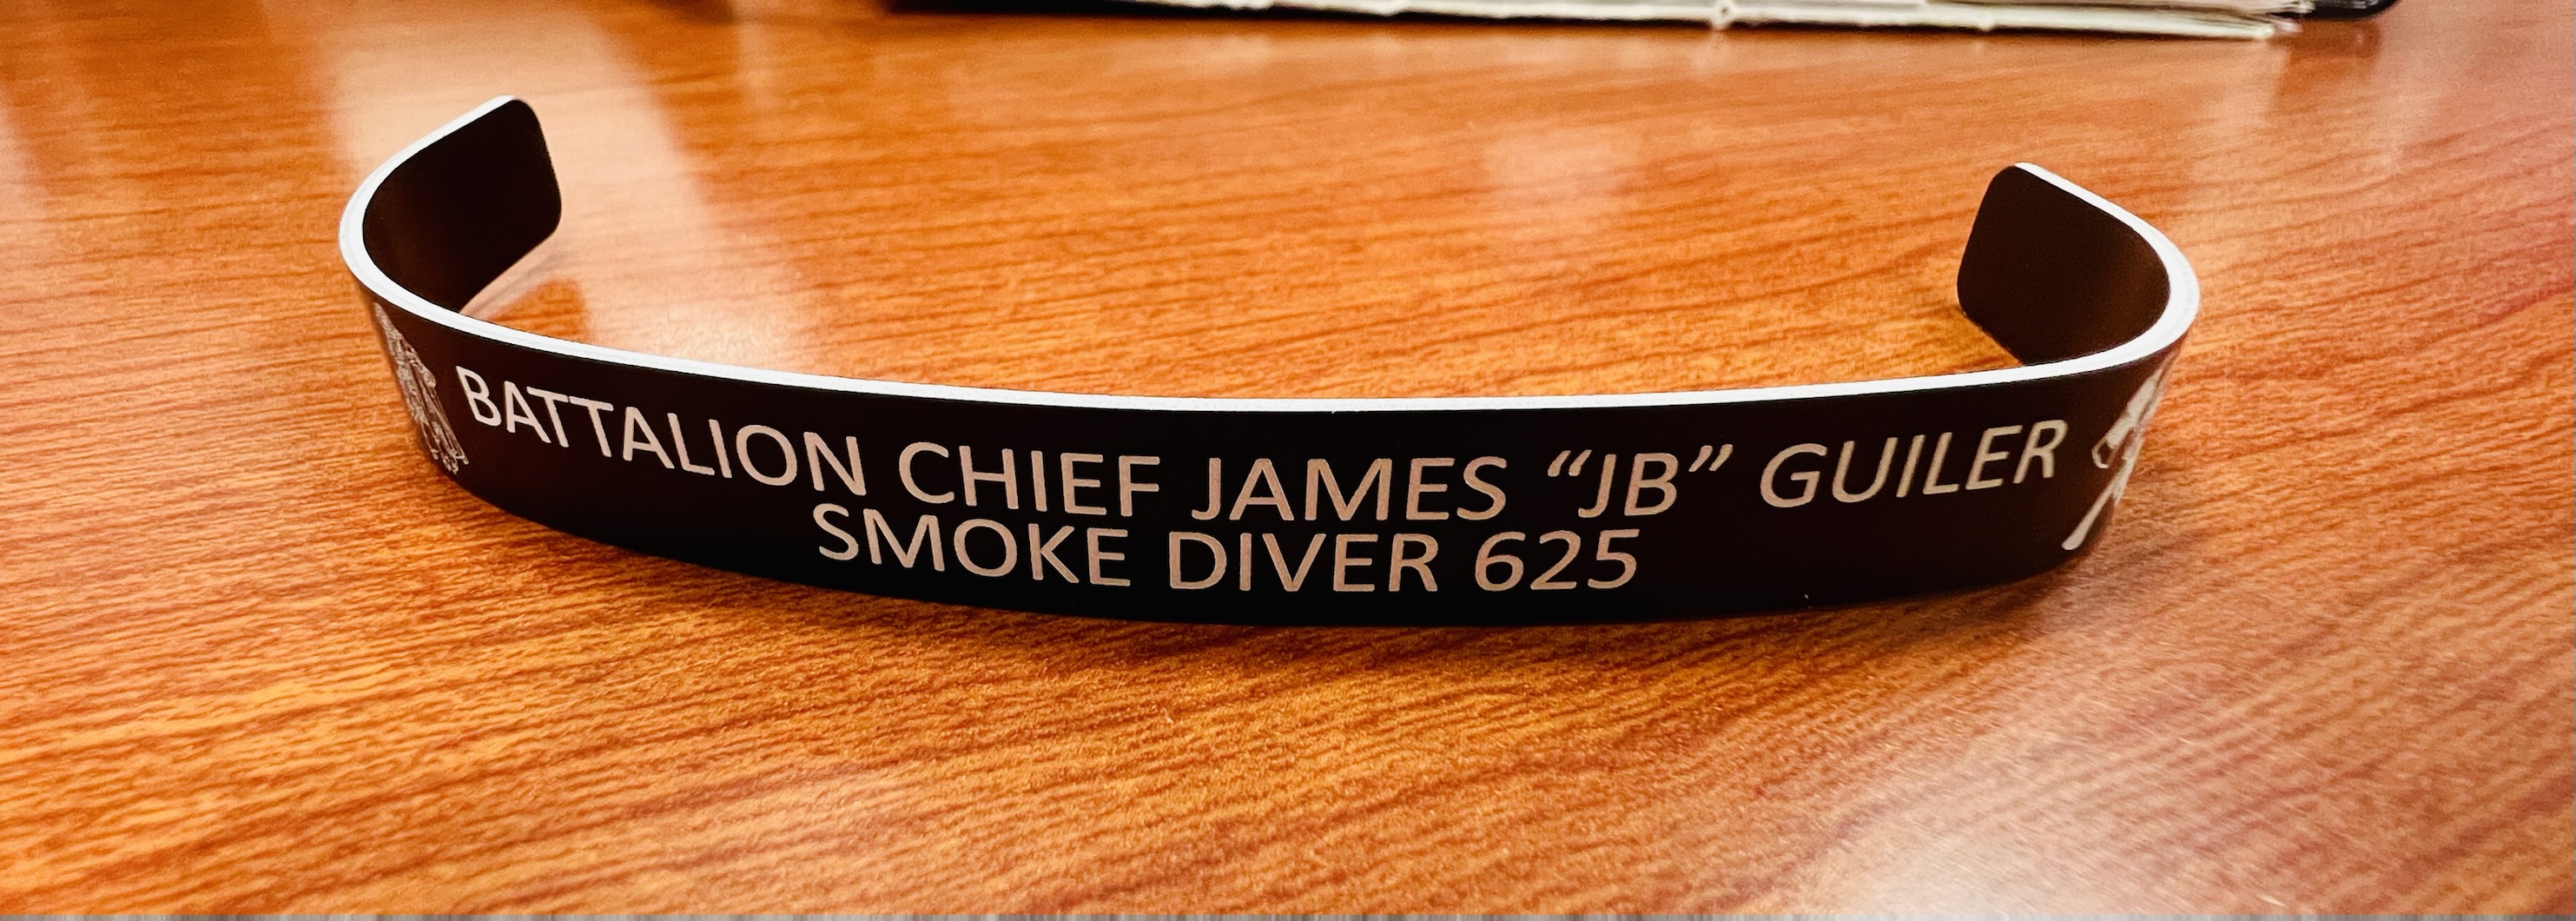 BATTALION CHIEF JAMES “JB” GUILER
SMOKE DIVER 625